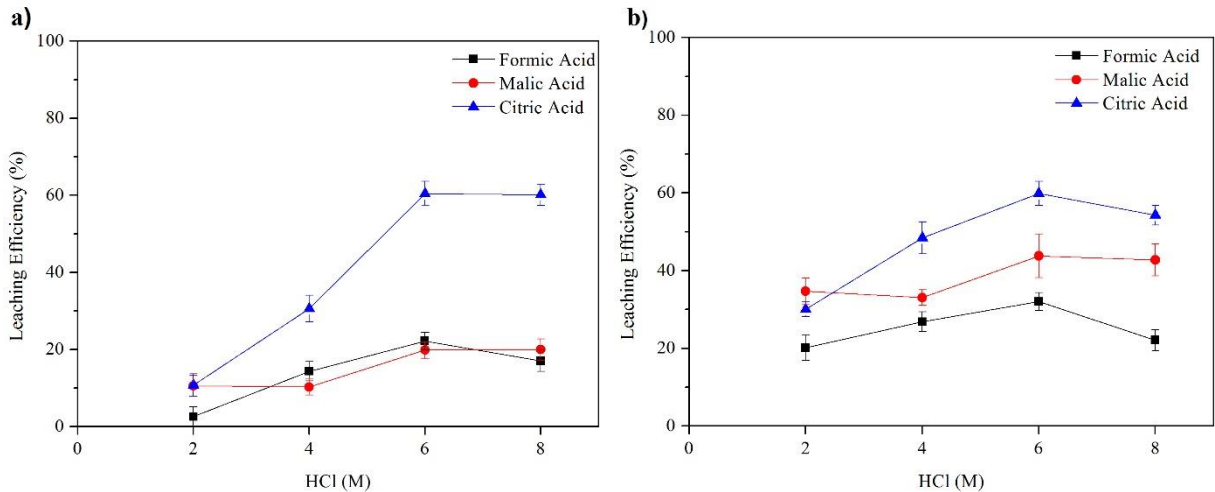 a)
100
80
60
40
20
0
Leaching Efficiency (%)
Formic Acid
Malic Acid
Citric Acid
0 2 4 6 8
HCl (M)
b)
100
80
60
40
20
0
Leaching Efficiency (%)
Formic Acid
Malic Acid
Citric Acid
0 2 4 6 8
HCl (M)